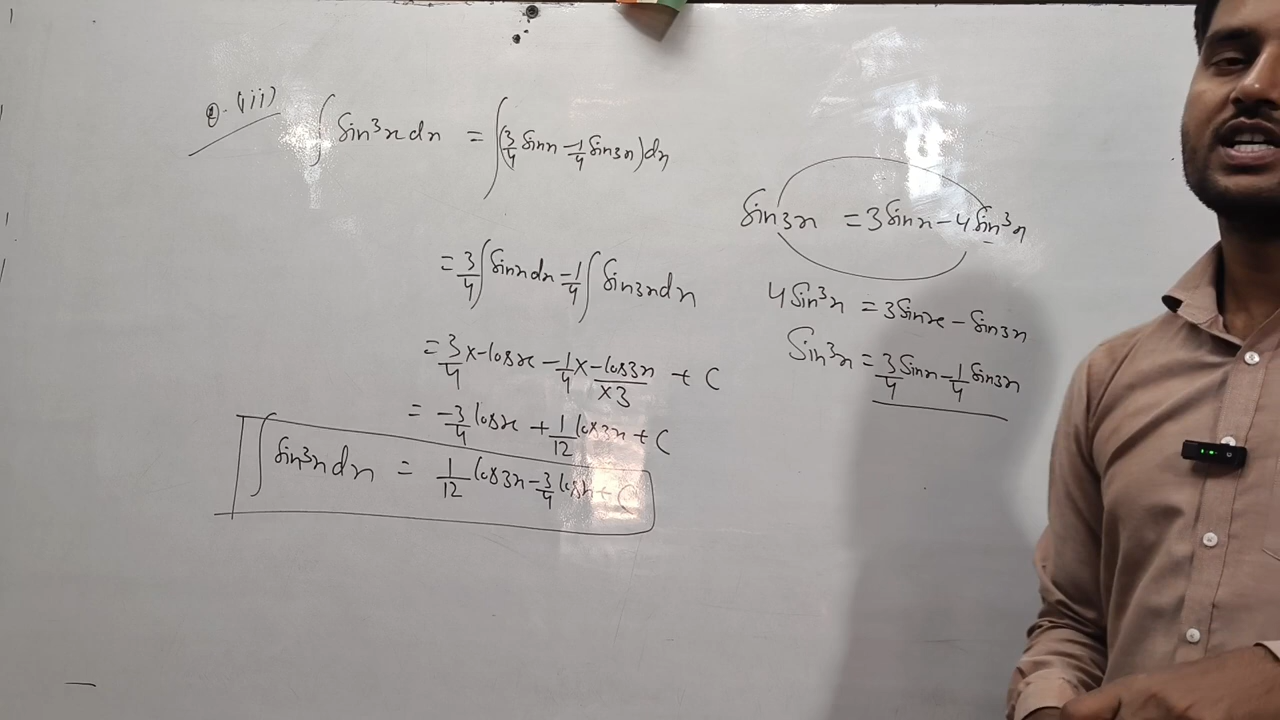 Q.(iii) ∫ Sin³x dx = ∫(3/4 Sinx - 1/4 Sin3x)dx
= 3/4 ∫ Sinx dx - 1/4 ∫ Sin3x dx
= 3/4 x -Cosx - 1/4 x -Cos3x/x3 + C
= -3/4 Cosx + 1/12 Cos3x + C
∫ Sin³x dx = 1/12 Cos3x - 3/4 Cosx + C
Sin3x = 3Sinx - 4Sin³x
4Sin³x = 3Sinx - Sin3x
Sin³x = 3/4 Sinx - 1/4 Sin3x